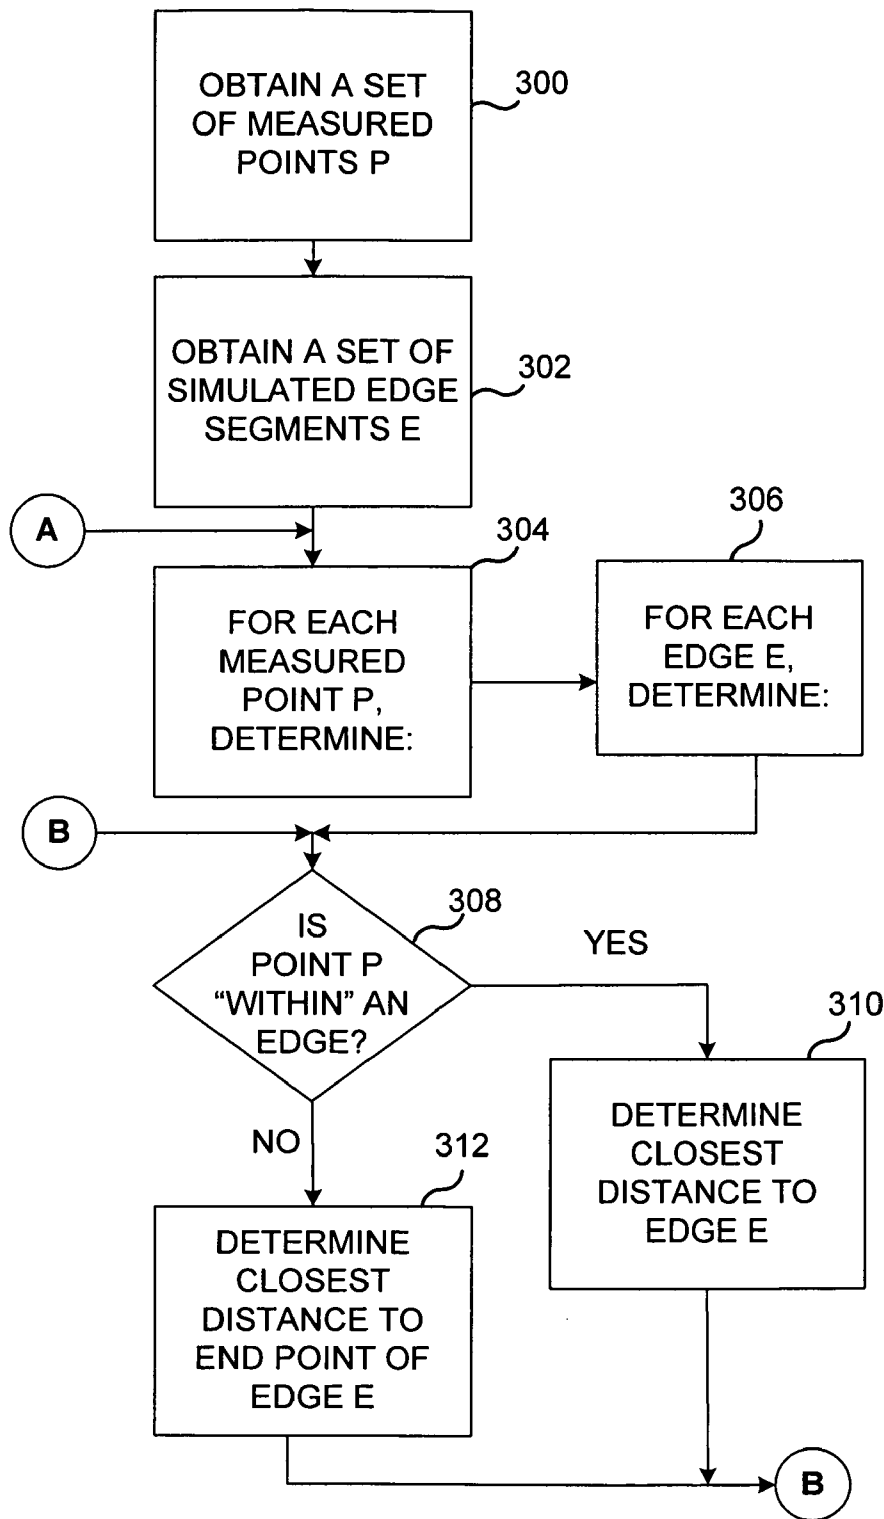 OBTAIN A SET
OF MEASURED
POINTS P
300
OBTAIN A SET OF
SIMULATED EDGE
SEGMENTS E
302
A
304
FOR EACH
MEASURED
POINT P,
DETERMINE:
306
FOR EACH
EDGE E,
DETERMINE:
B
308
IS
POINT P
“WITHIN” AN
EDGE?
YES
310
DETERMINE
CLOSEST
DISTANCE TO
EDGE E
NO
312
DETERMINE
CLOSEST
DISTANCE TO
END POINT OF
EDGE E
B